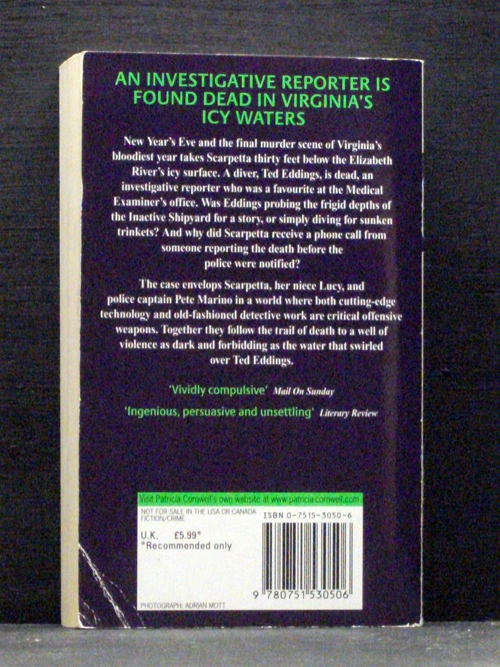 AN INVESTIGATIVE REPORTER IS
FOUND DEAD IN VIRGINIA'S
ICY WATERS
New Year's Eve and the final murder scene of Virginia's
bloodiest year takes Scarpetta thirty feet below the Elizabeth
River's icy surface. A diver, Ted Eddings, is dead, an
investigative reporter who was a favourite at the Medical
Examiner's office. Was Eddings probing the frigid depths of
the Inactive Shipyard for a story, or simply diving for sunken
trinkets? And why did Scarpetta receive a phone call from
someone reporting the death before the
police were notified?
The case envelops Scarpetta, her niece Lucy, and
police captain Pete Marino in a world where both cutting-edge
technology and old-fashioned detective work are critical offensive
weapons. Together they follow the trail of death to a well of
violence as dark and forbidding as the water that swirled
over Ted Eddings.
'Vividly compulsive' Mail On Sunday
'Ingenious, persuasive and unsettling' Literary Review
Visit Patricia Cornwell's own website at www.patricia-cornwell.com
NOT FOR SALE IN THE USA OR CANADA
FICTION/CRIME
ISBN 0-7515-3050-6
U.K. £5.99*
*Recommended only
9 780751 530506
PHOTOGRAPH: ADRIAN MOTT